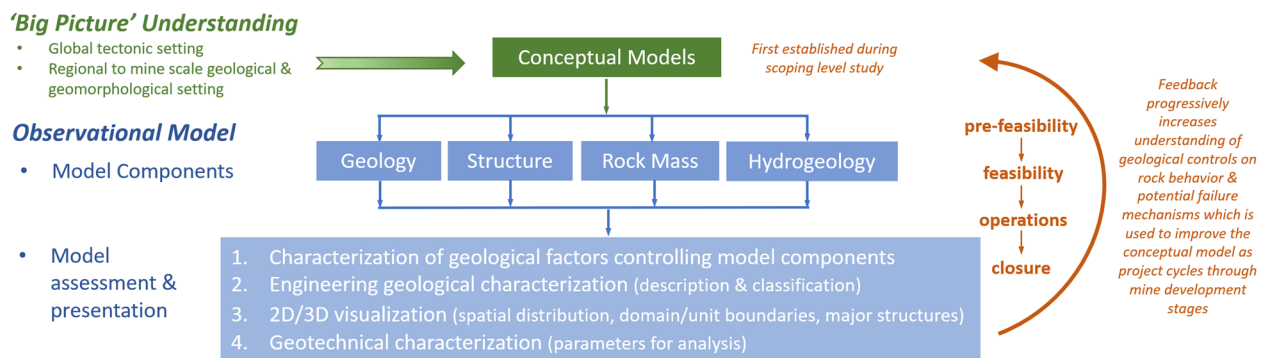 'Big Picture' Understanding
• Global tectonic setting
• Regional to mine scale geological &
geomorphological setting
Conceptual Models
First established during
scoping level study
Observational Model
• Model Components
Geology
Structure
Rock Mass
Hydrogeology
• Model
assessment &
presentation
1. Characterization of geological factors controlling model components
2. Engineering geological characterization (description & classification)
3. 2D/3D visualization (spatial distribution, domain/unit boundaries, major structures)
4. Geotechnical characterization (parameters for analysis)
pre-feasibility
feasibility
operations
closure
Feedback
progressively
increases
understanding of
geological controls on
rock behavior &
potential failure
mechanisms which is
used to improve the
conceptual model as
project cycles through
mine development
stages